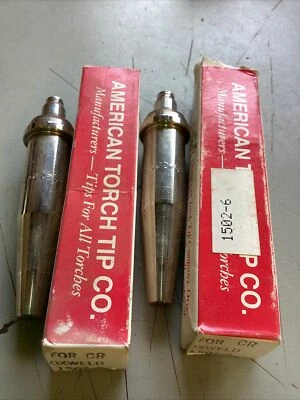 AMERICAN TORCH TIP CO.
Manufacturers — Tips For All Torches
FOR CR
OXWELD
AMERICAN T
TIP CO.
Manufacturers
Torches
1502-6
FOR CR
OXWELD